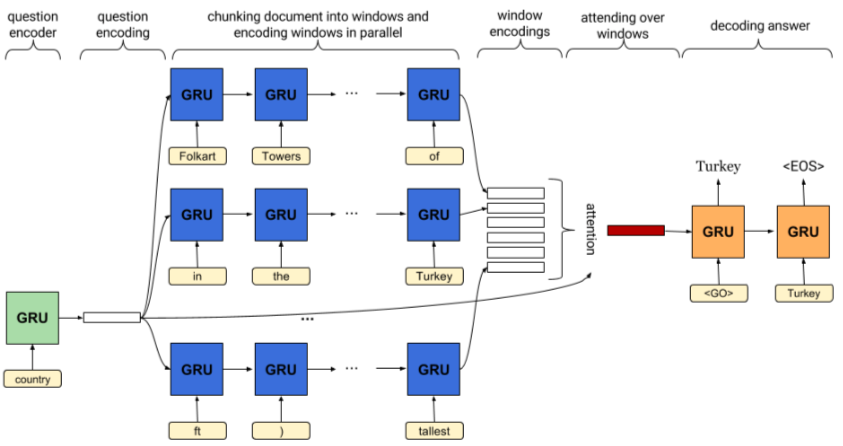 question
encoder
question
encoding
chunking document into windows and
encoding windows in parallel
window
encodings
attending over
windows
decoding answer
GRU GRU ... GRU
Folkart Towers of
Turkey <EOS>
GRU GRU ... GRU
attention
GRU GRU
in the Turkey
<GO> Turkey
GRU
...
country
GRU GRU ... GRU
ft ) tallest